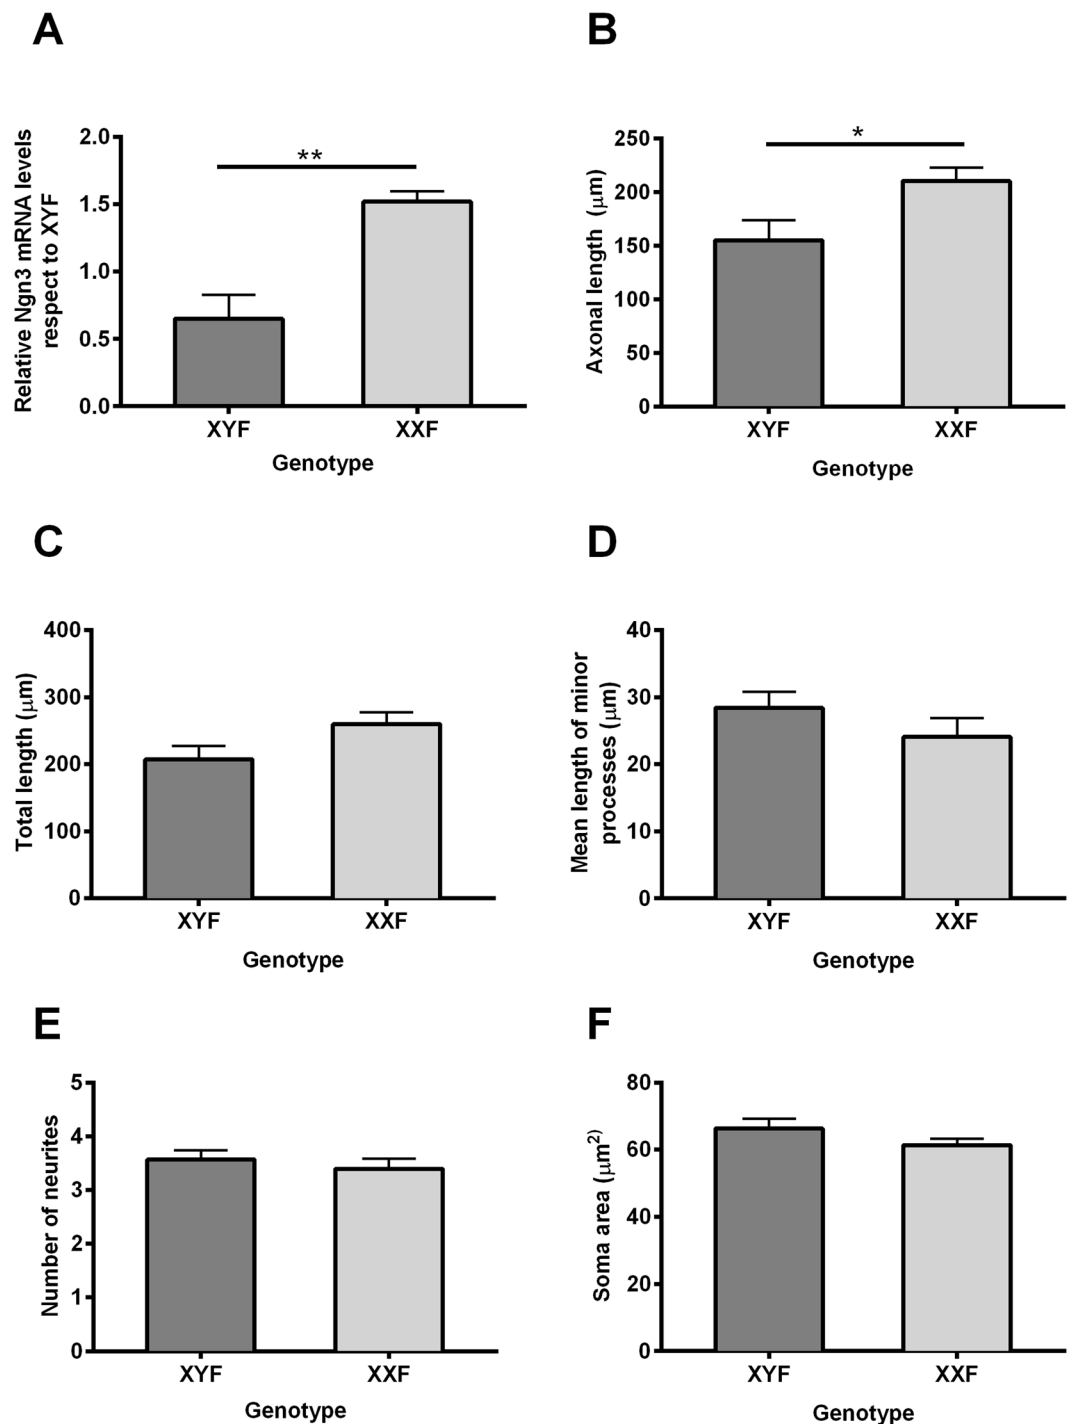 A
Relative Ngn3 mRNA levels
respect to XYF
2.0
1.5
1.0
0.5
0.0
**
XYF
XXF
Genotype
B
Axonal length (μm)
250
200
150
100
50
0
*
XYF
XXF
Genotype
C
Total length (μm)
400
300
200
100
0
XYF
XXF
Genotype
D
Mean length of minor
processes (μm)
40
30
20
10
0
XYF
XXF
Genotype
E
Number of neurites
5
4
3
2
1
0
XYF
XXF
Genotype
F
Soma area (μm²⁾
80
60
40
20
0
XYF
XXF
Genotype